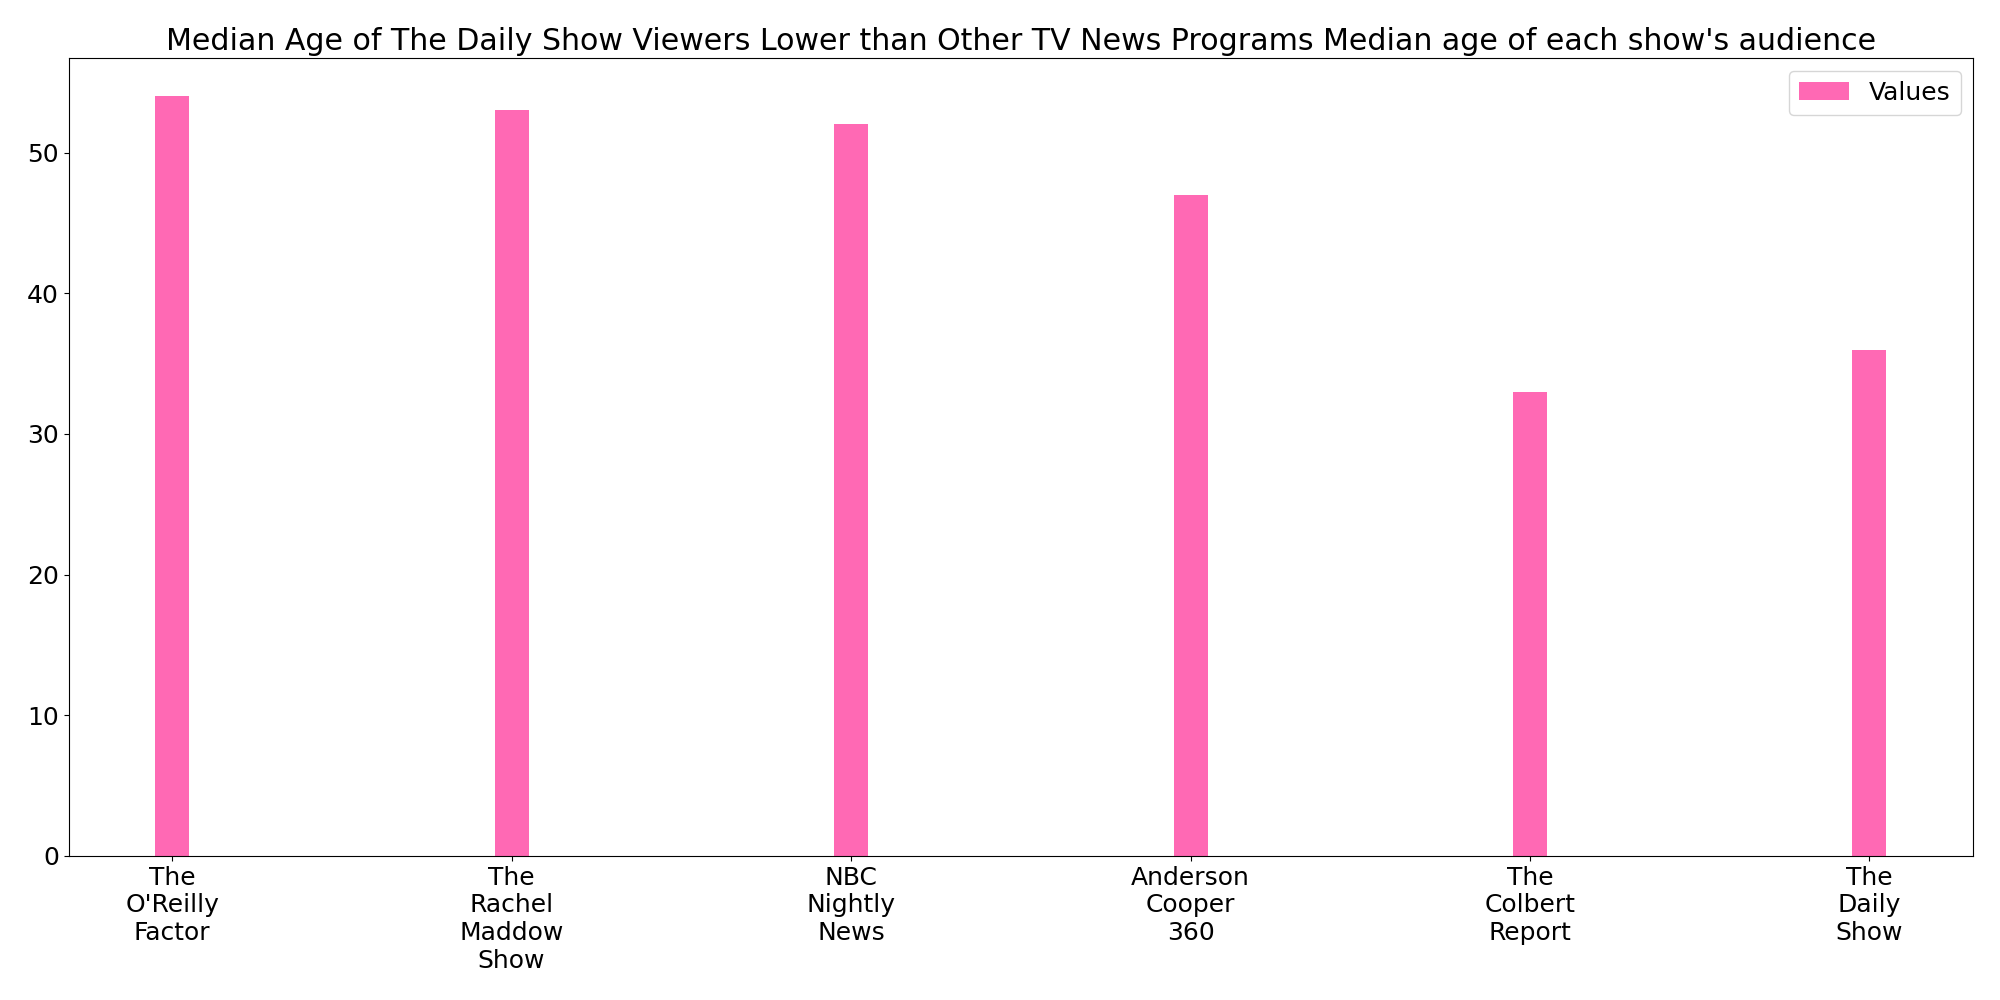 Median Age of The Daily Show Viewers Lower than Other TV News Programs Median age of each show's audience
Values
50
40
30
20
10
0
The
O'Reilly
Factor
The
Rachel
Maddow
Show
NBC
Nightly
News
Anderson
Cooper
360
The
Colbert
Report
The
Daily
Show